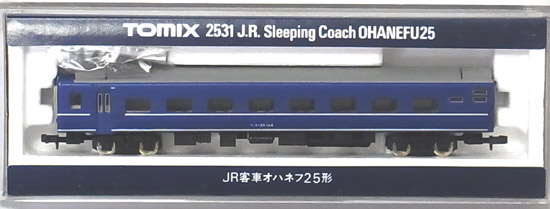 TOMIX 2531 J.R. Sleeping Coach OHANEFU25
JR客車オハネフ25形